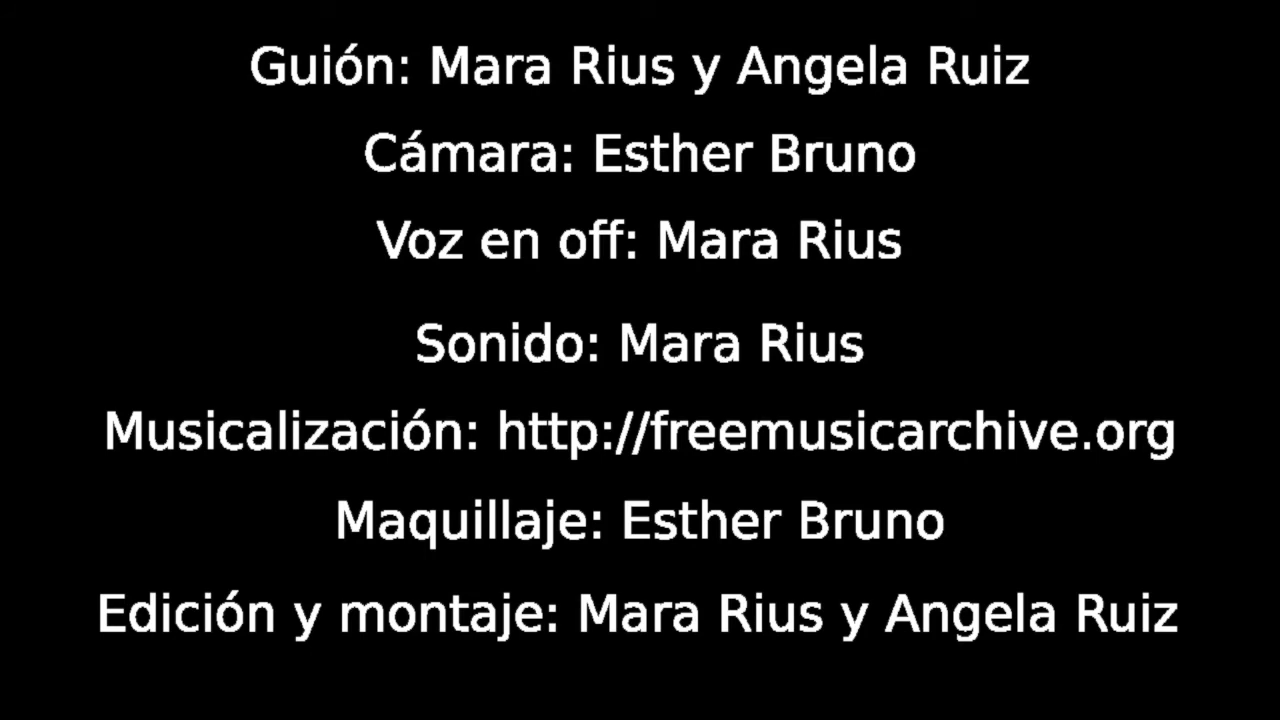 Guión: Mara Rius y Angela Ruiz
Cámara: Esther Bruno
Voz en off: Mara Rius
Sonido: Mara Rius
Musicalización: http://freemusicarchive.org
Maquillaje: Esther Bruno
Edición y montaje: Mara Rius y Angela Ruiz